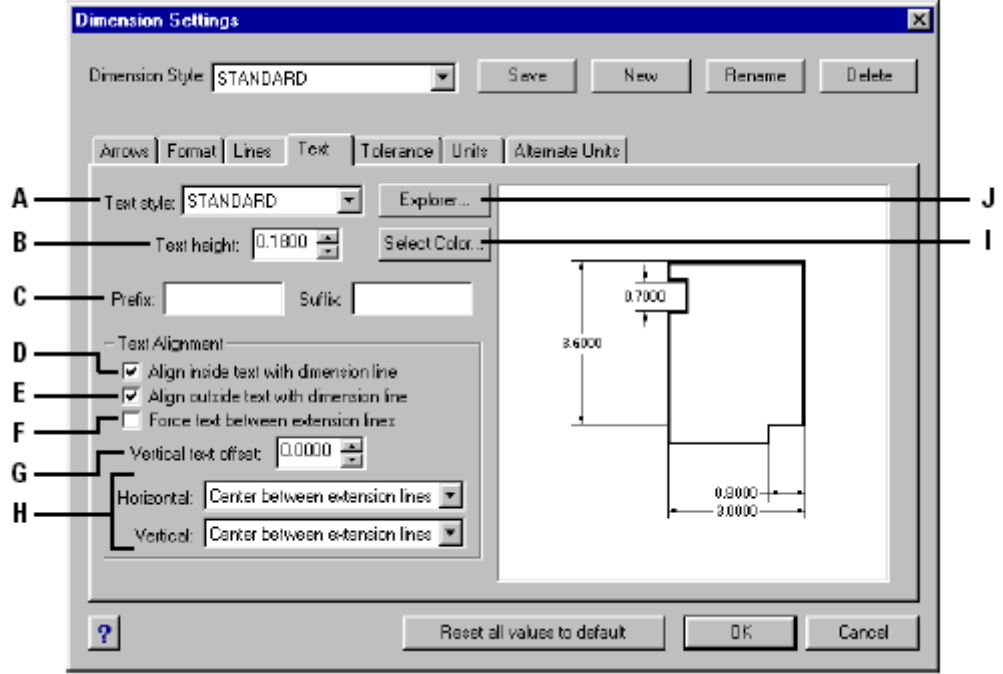 Dimension Settings
Dimension Style: STANDARD Save New Rename Delete
Arrows Format Lines Text Tolerance Units Alternate Units
A Text style: STANDARD Explorer... J
B Text height: 0.1800 Select Color... I
C Prefix: Suffix:
0.7000
Text Alignment
3.6000
D Align inside text with dimension line
E Align outside text with dimension line
F Force text between extension lines
G Vertical text offset: 0.0000
H Horizontal: Center between extension lines
0.8000
Vertical: Center between extension lines
3.0000
? Reset all values to default OK Cancel